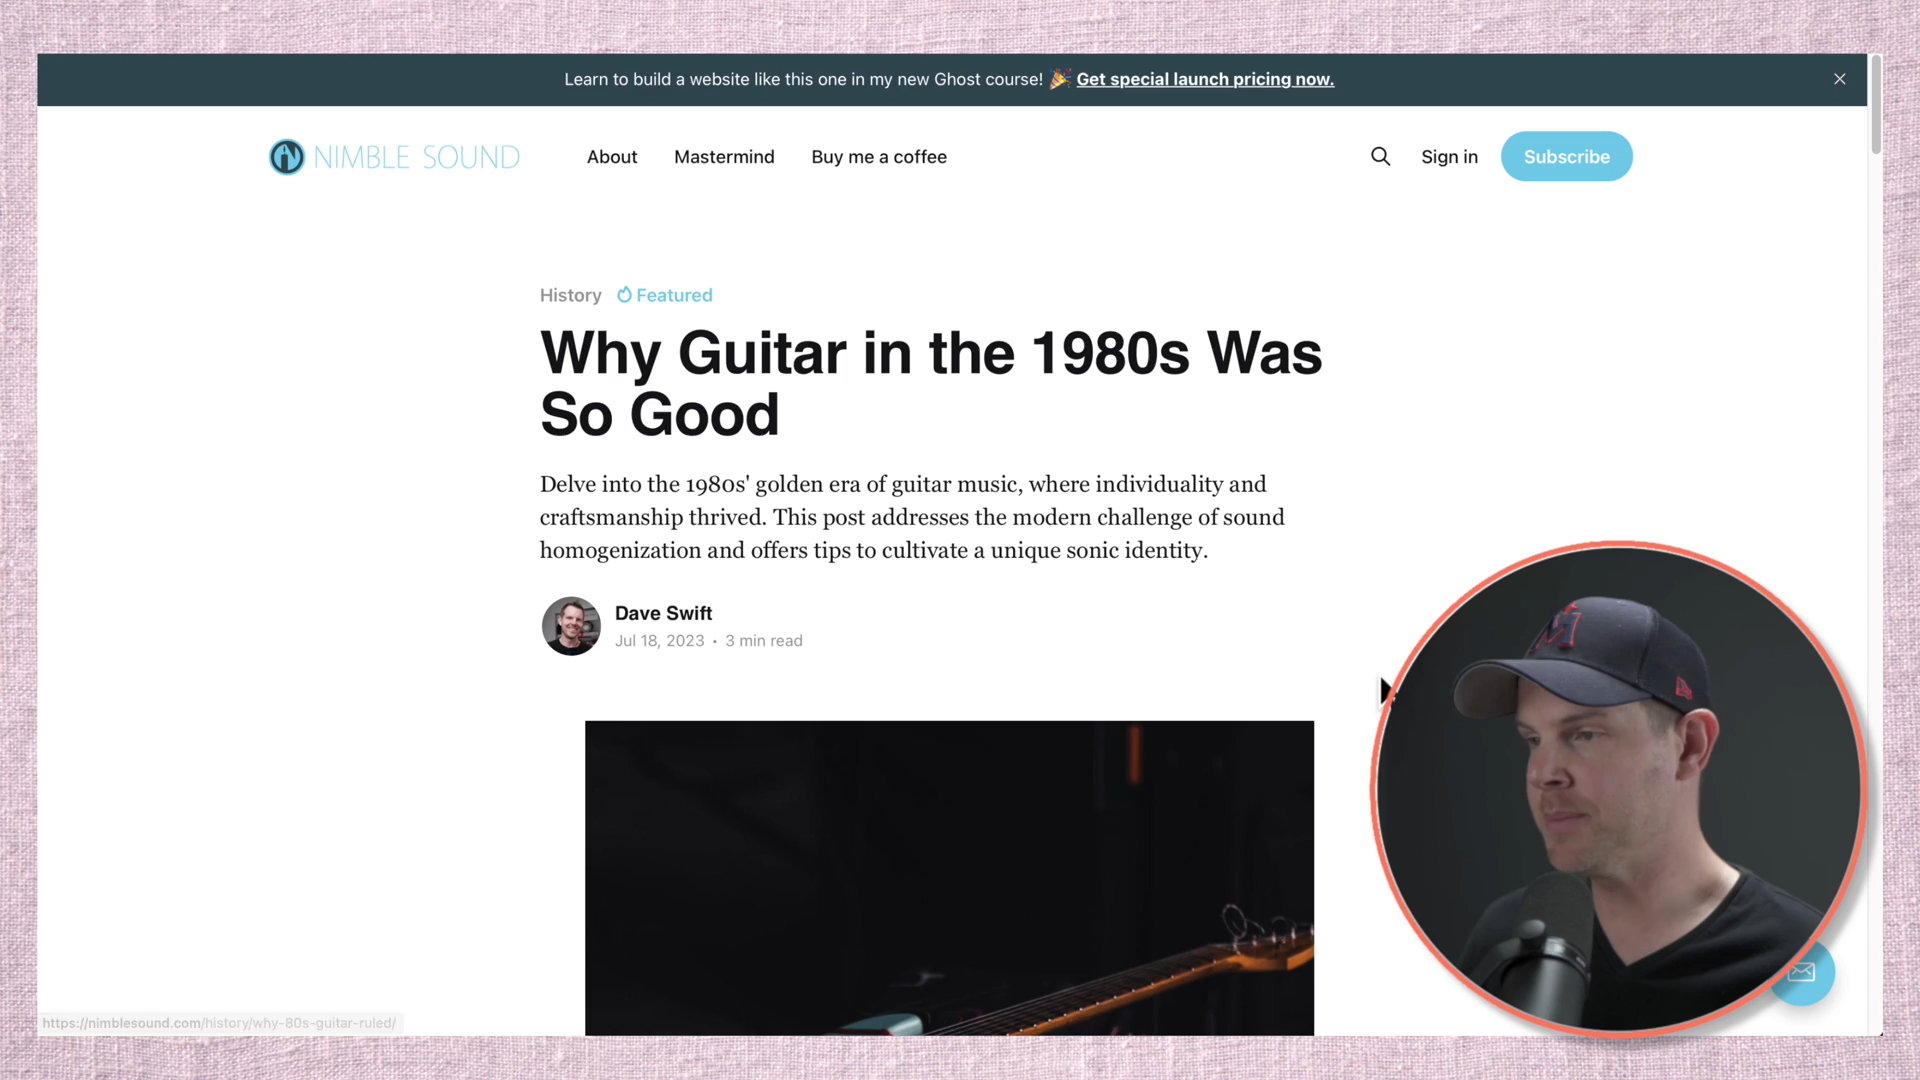 Learn to build a website like this one in my new Ghost course! 🎉 Get special launch pricing now.
NIMBLE SOUND
About
Mastermind
Buy me a coffee
Sign in
Subscribe
History
Featured
Why Guitar in the 1980s Was
So Good
Delve into the 1980s' golden era of guitar music, where individuality and
craftsmanship thrived. This post addresses the modern challenge of sound
homogenization and offers tips to cultivate a unique sonic identity.
Dave Swift
Jul 18, 2023 • 3 min read
https://nimblesound.com/history/why-80s-guitar-ruled/